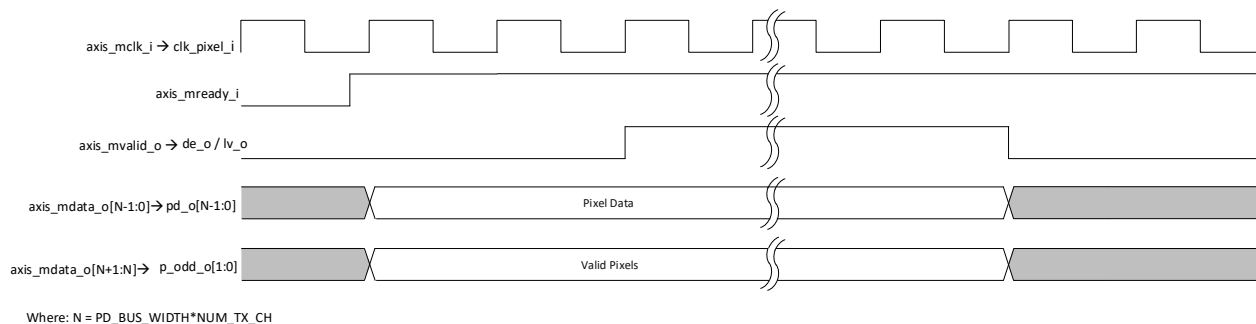 axis_mclk_i → clk_pixel_i
axis_mready_i
axis_mvalid_o → de_o / lv_o
axis_mdata_o[N-1:0]→ pd_o[N-1:0]
Pixel Data
axis_mdata_o[N+1:N]→ p_odd_o[1:0]
Valid Pixels
Where: N = PD_BUS_WIDTH*NUM_TX_CH